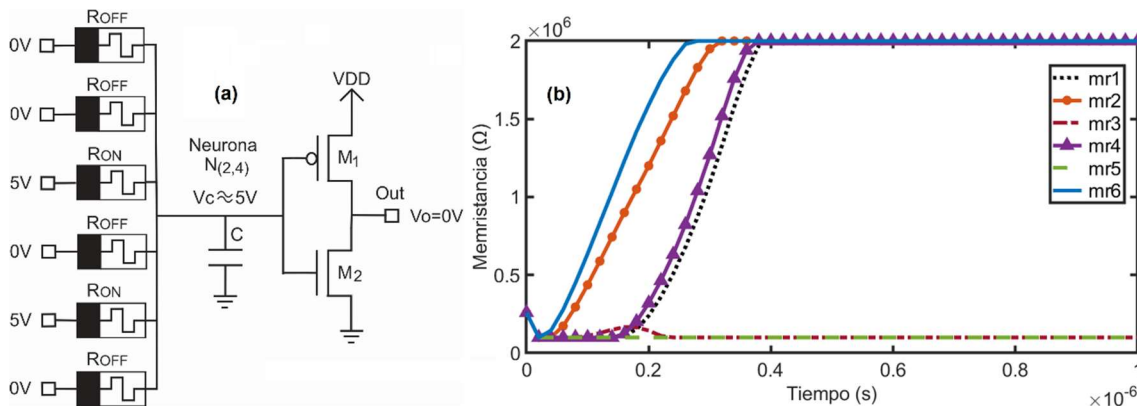 ROFF
0V
ROFF
0V
RON
5V
ROFF
0V
RON
5V
ROFF
0V
(a)
Neurona
N(2,4)
Vc≈5V
C
VDD
M1
M2
Out
Vo=0V
(b)
×10^6
2
1.5
1
0.5
0
Memristancia (Ω)
0 0.2 0.4 0.6 0.8 1
Tiempo (s)
×10^-6
mr1
mr2
mr3
mr4
mr5
mr6